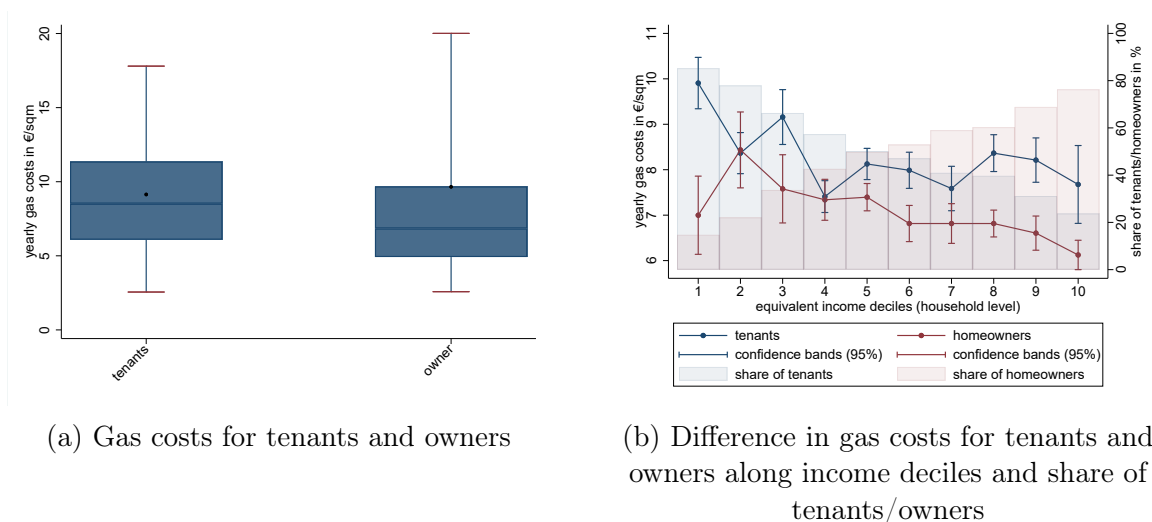 20
15
10
5
0
yearly gas costs in €/sqm
tenants
owner
(a) Gas costs for tenants and owners
11
10
9
8
7
6
yearly gas costs in €/sqm
100
80
60
40
20
0
share of tenants/homeowners in %
1 2 3 4 5 6 7 8 9 10
equivalent income deciles (household level)
tenants homeowners
confidence bands (95%) confidence bands (95%)
share of tenants share of homeowners
(b) Difference in gas costs for tenants and
owners along income deciles and share of
tenants/owners